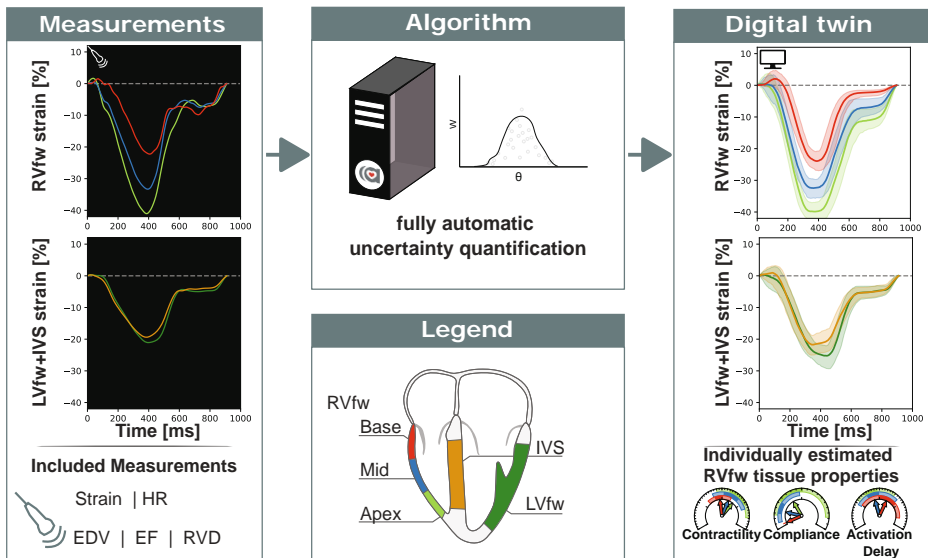 Measurements
RVfw strain [%]
10
0
−10
−20
−30
−40
0 200 400 600 800 1000
LVfw+IVS strain [%]
10
0
−10
−20
−30
−40
0 200 400 600 800 1000
Time [ms]
Included Measurements
Strain | HR
EDV | EF | RVD
Algorithm
w
θ
fully automatic
uncertainty quantification
Legend
RVfw
Base
Mid
Apex
IVS
LVfw
Digital twin
RVfw strain [%]
10
0
−10
−20
−30
−40
0 200 400 600 800 1000
LVfw+IVS strain [%]
10
0
−10
−20
−30
−40
0 200 400 600 800 1000
Time [ms]
Individually estimated
RVfw tissue properties
Contractility Compliance Activation
Delay